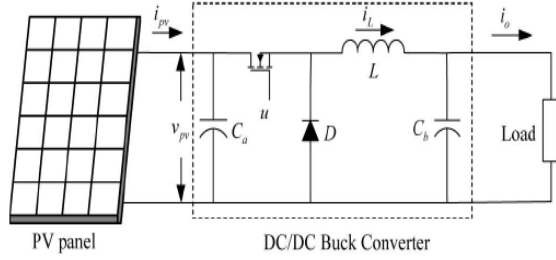 i_pv
i_L
i_o
L
v_pv
C_a
u
D
C_b
Load
PV panel
DC/DC Buck Converter